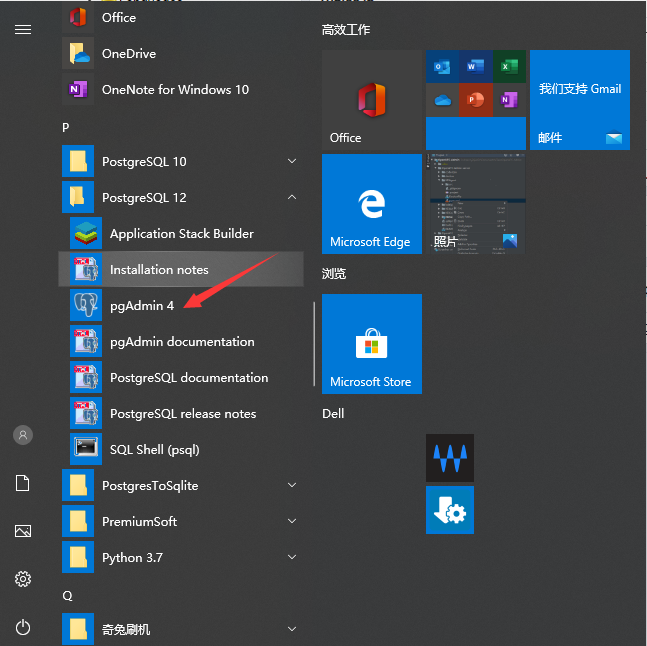 Office
OneDrive
OneNote for Windows 10
P
PostgreSQL 10
PostgreSQL 12
Application Stack Builder
Installation notes
pgAdmin 4
pgAdmin documentation
PostgreSQL documentation
PostgreSQL release notes
SQL Shell (psql)
PostgresToSqlite
PremiumSoft
Python 3.7
Q
奇兔刷机
高效工作
Office
我们支持 Gmail
邮件
Microsoft Edge
照片
浏览
Microsoft Store
Dell